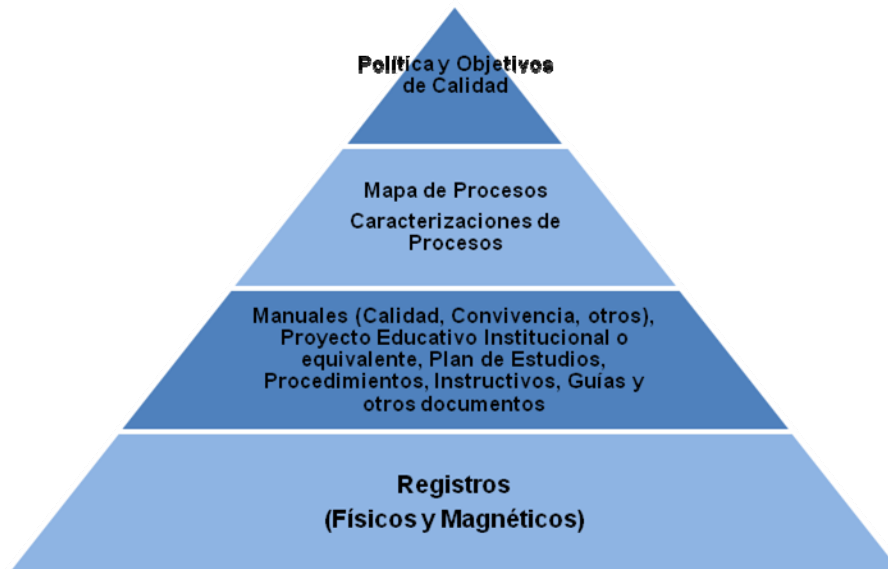 Política y Objetivos
de Calidad
Mapa de Procesos
Caracterizaciones de
Procesos
Manuales (Calidad, Convivencia, otros),
Proyecto Educativo Institucional o
equivalente, Plan de Estudios,
Procedimientos, Instructivos, Guías y
otros documentos
Registros
(Físicos y Magnéticos)